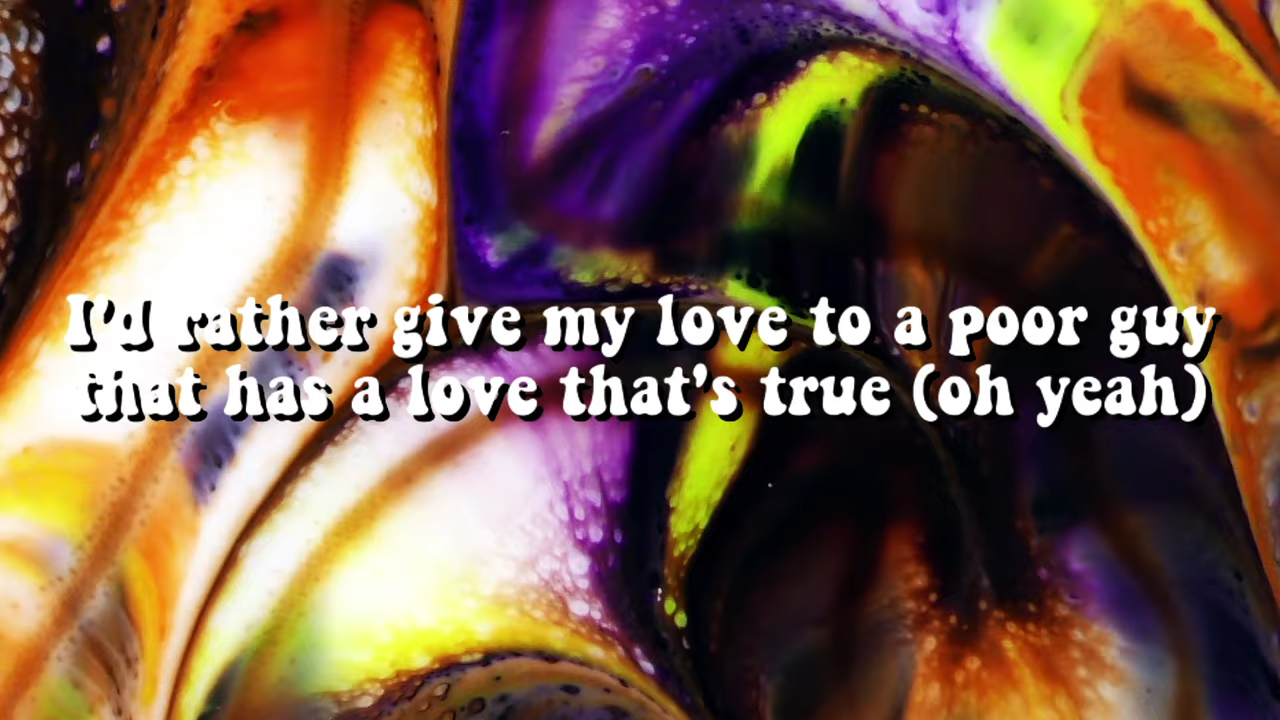 I'd rather give my love to a poor guy
that has a love that's true (oh yeah)